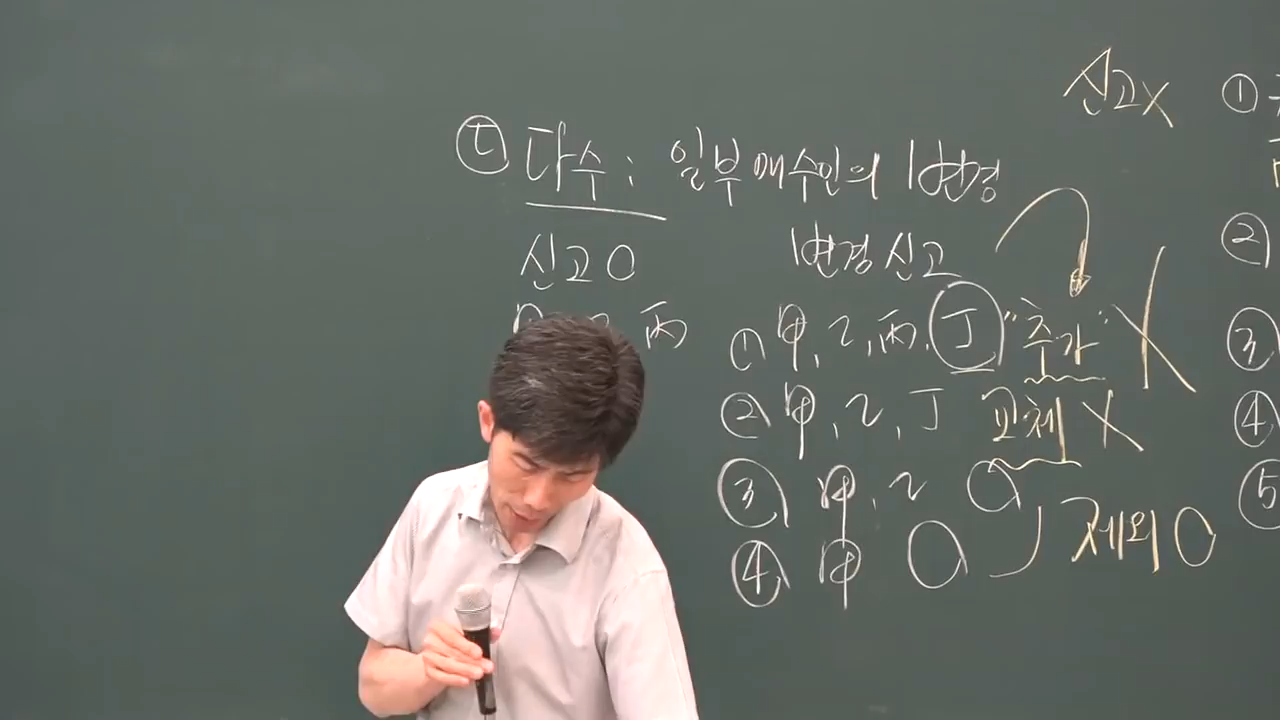 신고X
① 
ⓒ 다수 : 일부 매수인의 변경
신고 O
변경신고
②
丙
① 甲, 乙, 丙, 丁 "추가" X
③
② 甲, 乙, 丁 교체 X
④
③ 甲, 乙 O
⑤
제외 O
④ 甲 O